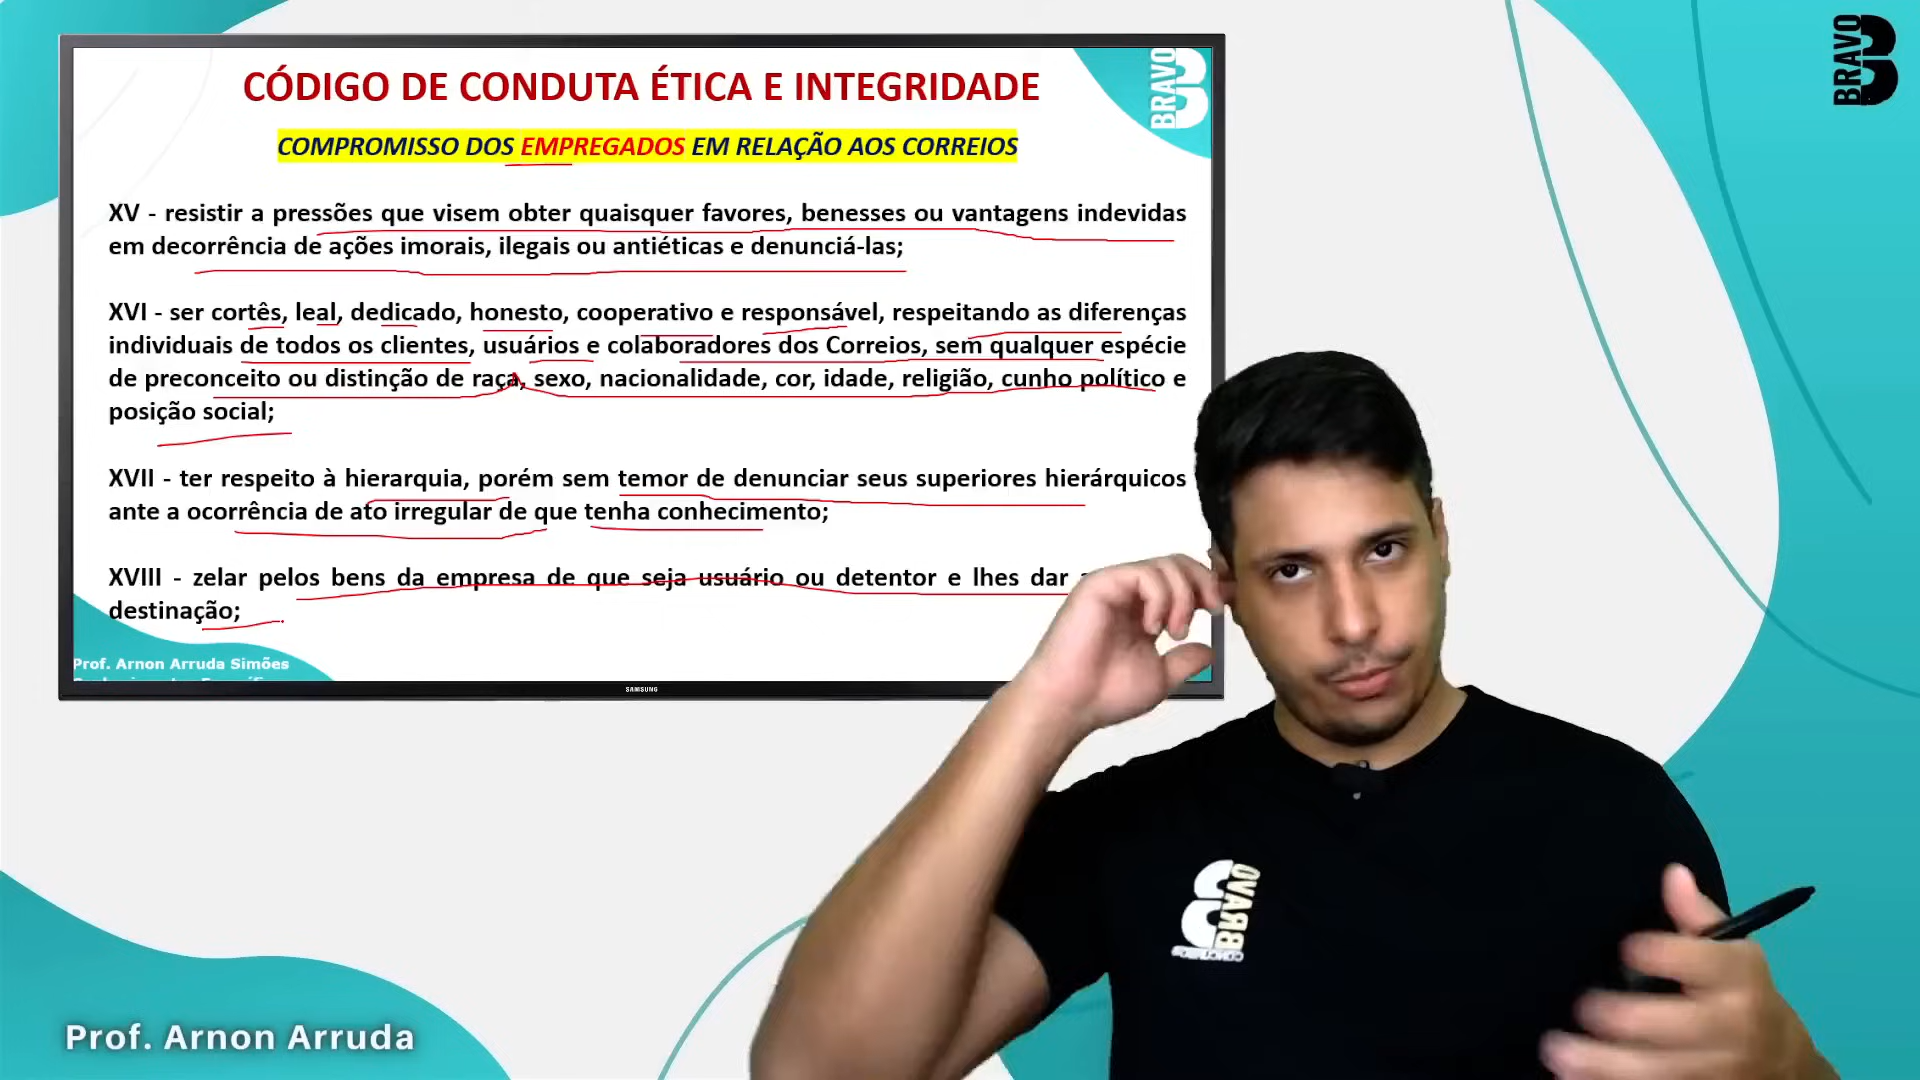 BRAVO
CÓDIGO DE CONDUTA ÉTICA E INTEGRIDADE
BRAVO
COMPROMISSO DOS EMPREGADOS EM RELAÇÃO AOS CORREIOS
XV - resistir a pressões que visem obter quaisquer favores, benesses ou vantagens indevidas
em decorrência de ações imorais, ilegais ou antiéticas e denunciá-las;
XVI - ser cortês, leal, dedicado, honesto, cooperativo e responsável, respeitando as diferenças
individuais de todos os clientes, usuários e colaboradores dos Correios, sem qualquer espécie
de preconceito ou distinção de raça, sexo, nacionalidade, cor, idade, religião, cunho político e
posição social;
XVII - ter respeito à hierarquia, porém sem temor de denunciar seus superiores hierárquicos
ante a ocorrência de ato irregular de que tenha conhecimento;
XVIII - zelar pelos bens da empresa de que seja usuário ou detentor e lhes dar
destinação;
Prof. Arnon Arruda Simões
SAMSUNG
BRAVO
CONCURSOS
Prof. Arnon Arruda